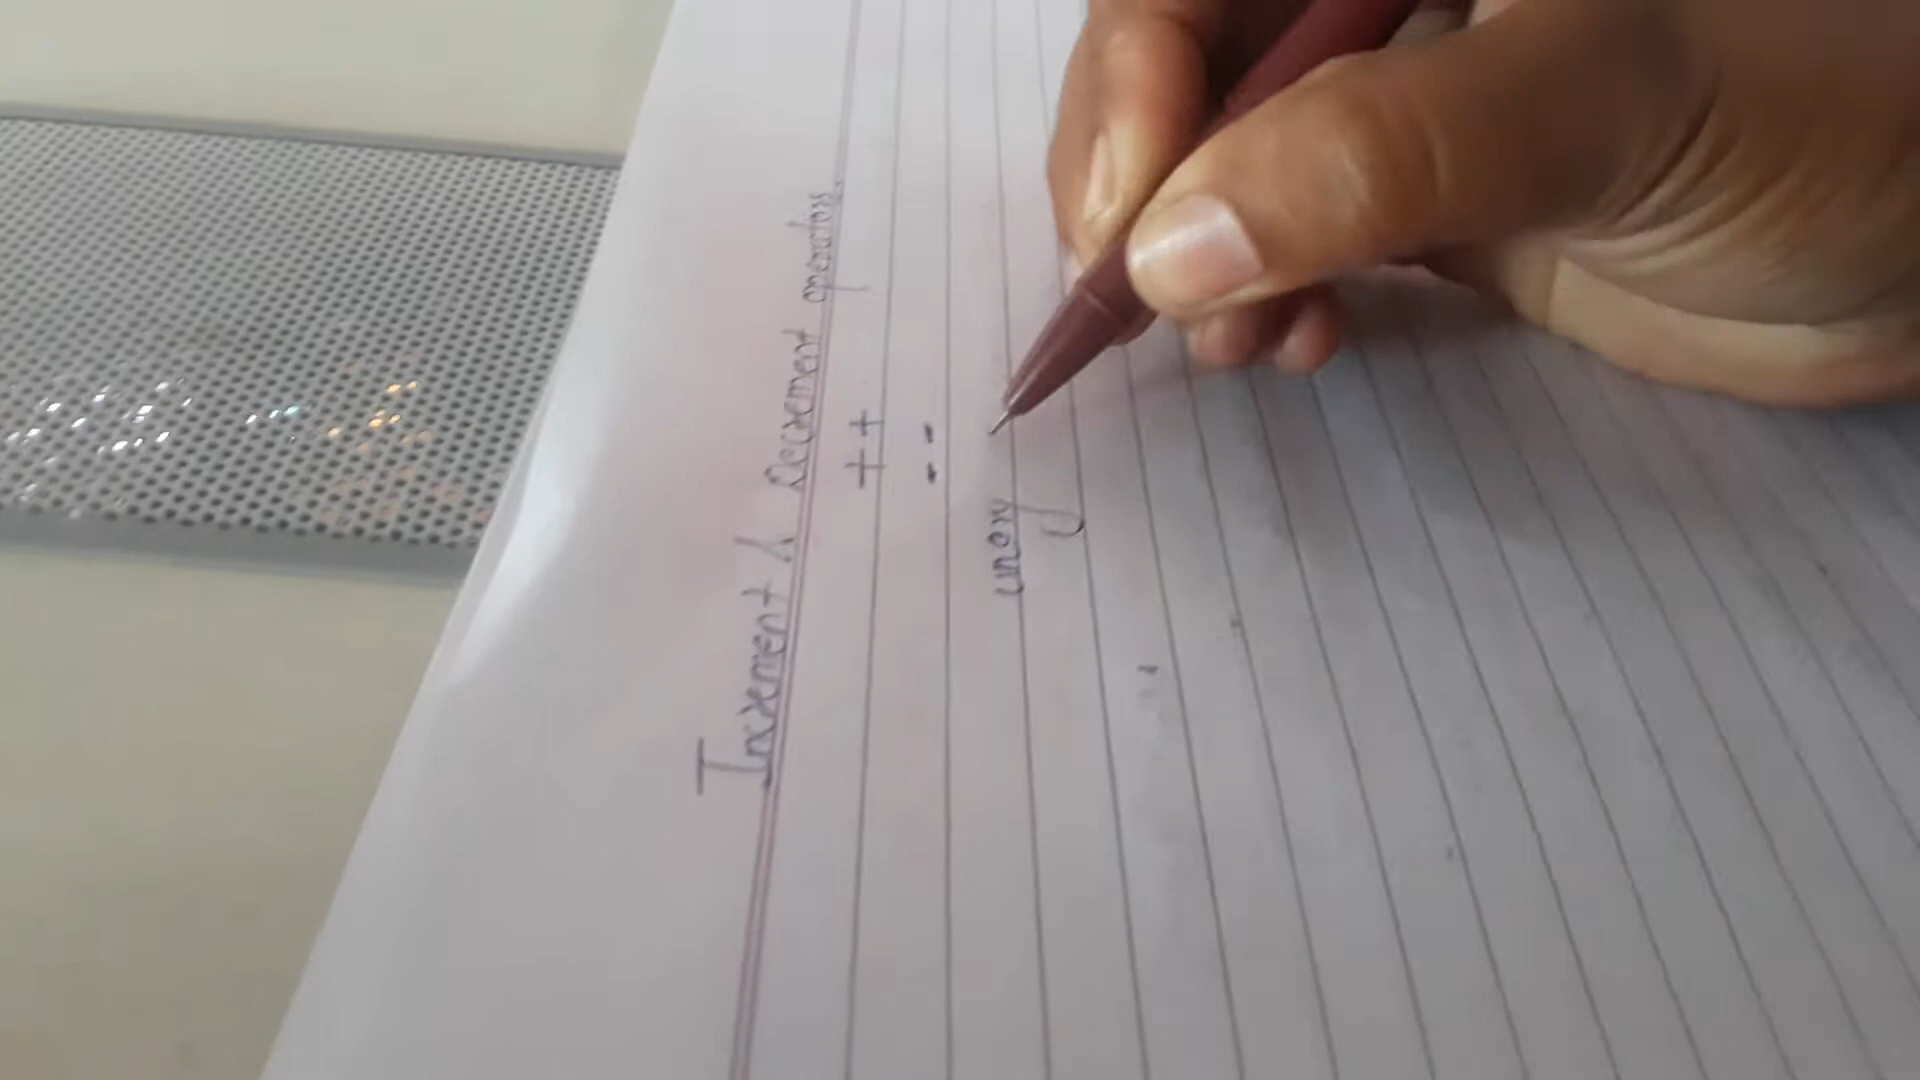 Increment & Decrement operators
++
--
unary